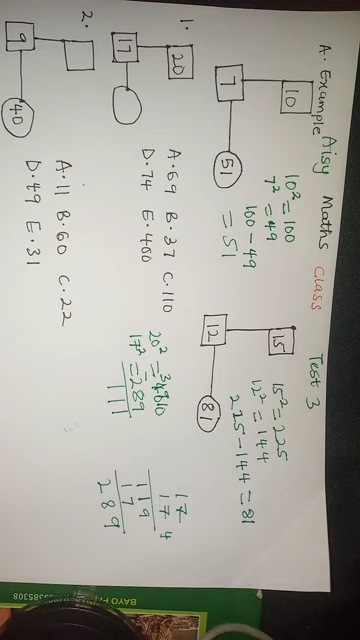 Aisy Maths Class Test 3
A. Example
10
7
51
10² = 100
7² = 49
100 - 49
= 51
15
12
81
15² = 225
12² = 144
225 - 144 = 81
1.
20
17
A. 69 B. 37 C. 110
D. 74 E. 400
20² =
17² = 289
111
17
17
119
17
289
2.
9
40
A. 11 B. 60 C. 22
D. 49 E. 31